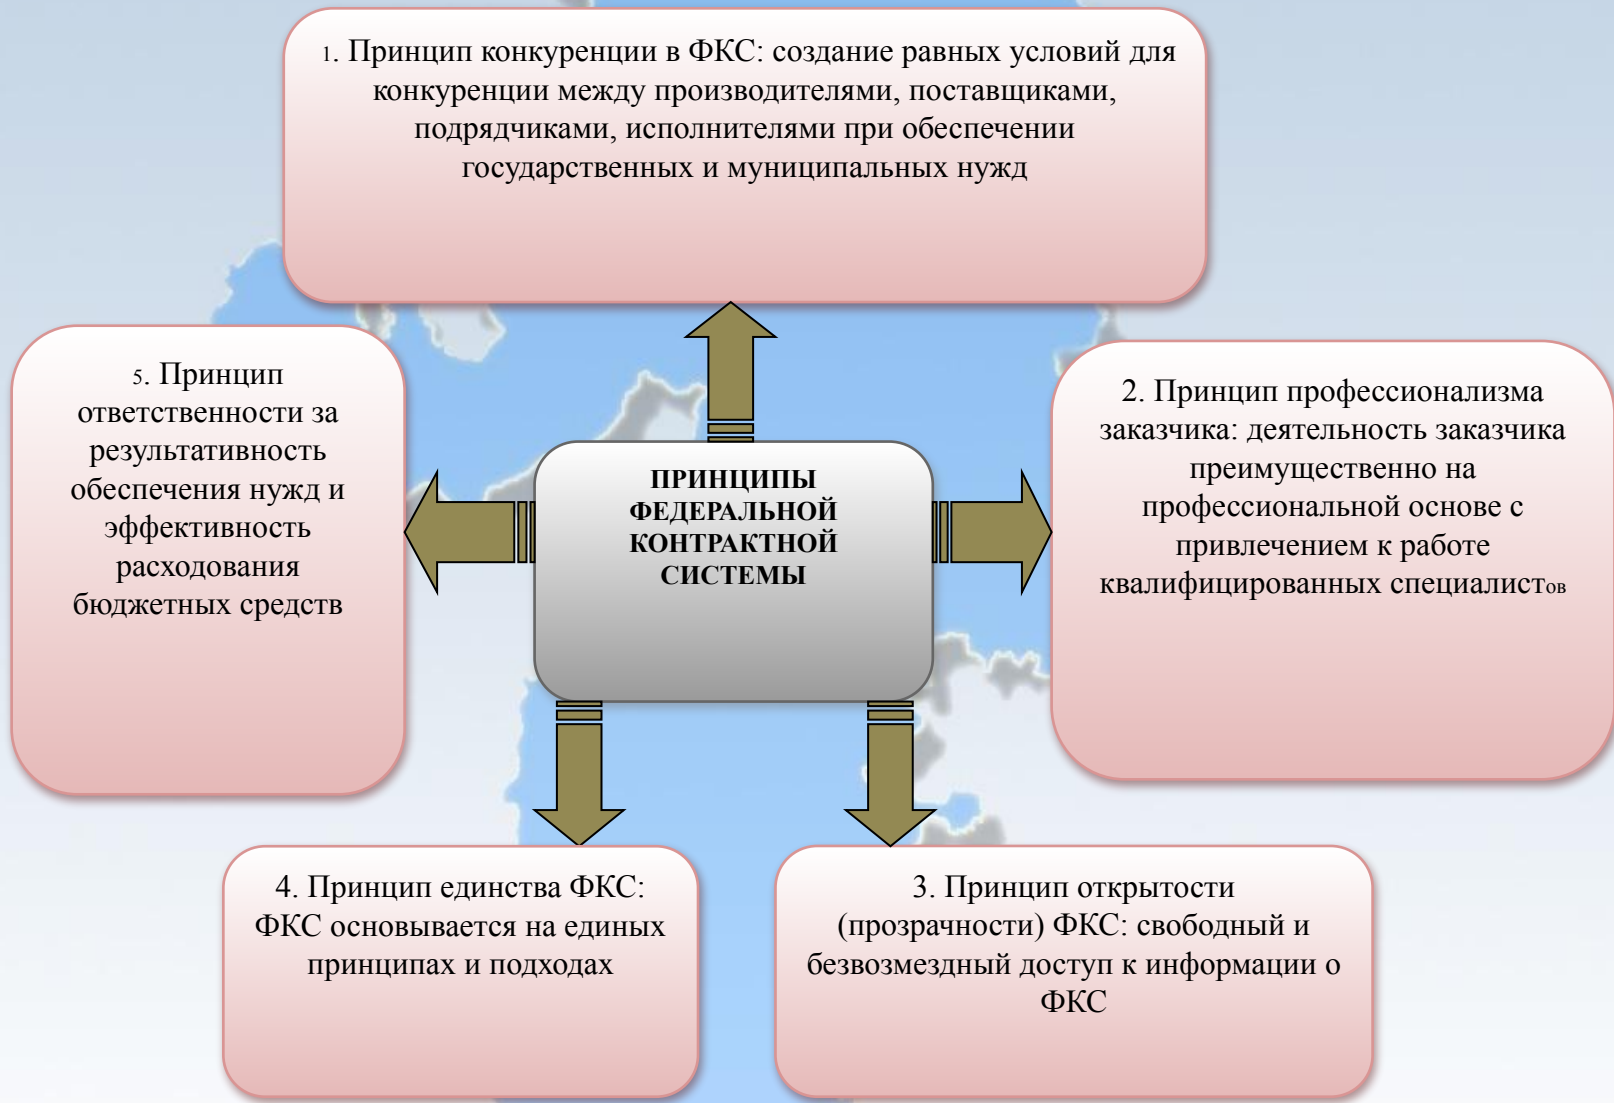 1. Принцип конкуренции в ФКС: создание равных условий для
конкуренции между производителями, поставщиками,
подрядчиками, исполнителями при обеспечении
государственных и муниципальных нужд
5. Принцип
ответственности за
результативность
обеспечения нужд и
эффективность
расходования
бюджетных средств
ПРИНЦИПЫ
ФЕДЕРАЛЬНОЙ
КОНТРАКТНОЙ
СИСТЕМЫ
2. Принцип профессионализма
заказчика: деятельность заказчика
преимущественно на
профессиональной основе с
привлечением к работе
квалифицированных специалистов
4. Принцип единства ФКС:
ФКС основывается на единых
принципах и подходах
3. Принцип открытости
(прозрачности) ФКС: свободный и
безвозмездный доступ к информации о
ФКС